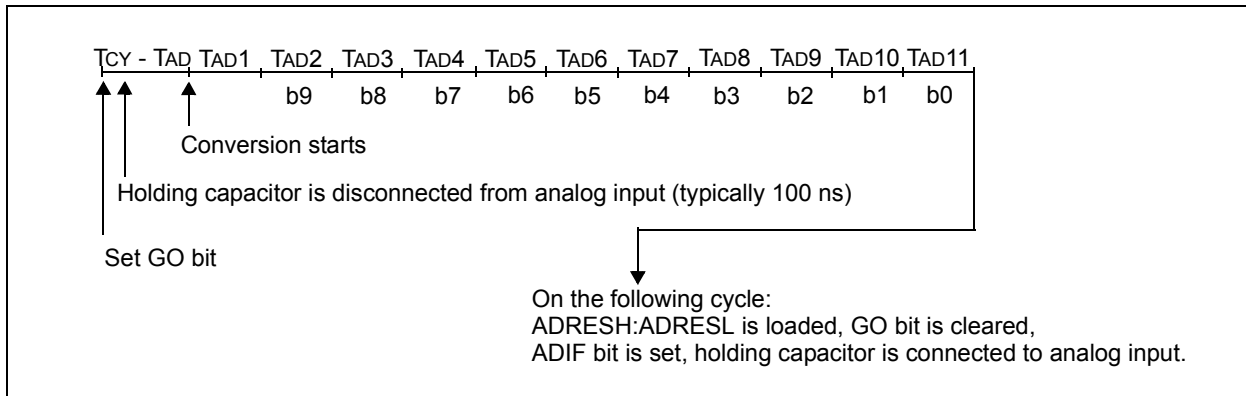 TCY - TAD TAD1 TAD2 TAD3 TAD4 TAD5 TAD6 TAD7 TAD8 TAD9 TAD10 TAD11
b9 b8 b7 b6 b5 b4 b3 b2 b1 b0
Conversion starts
Holding capacitor is disconnected from analog input (typically 100 ns)
Set GO bit
On the following cycle:
ADRESH:ADRESL is loaded, GO bit is cleared,
ADIF bit is set, holding capacitor is connected to analog input.